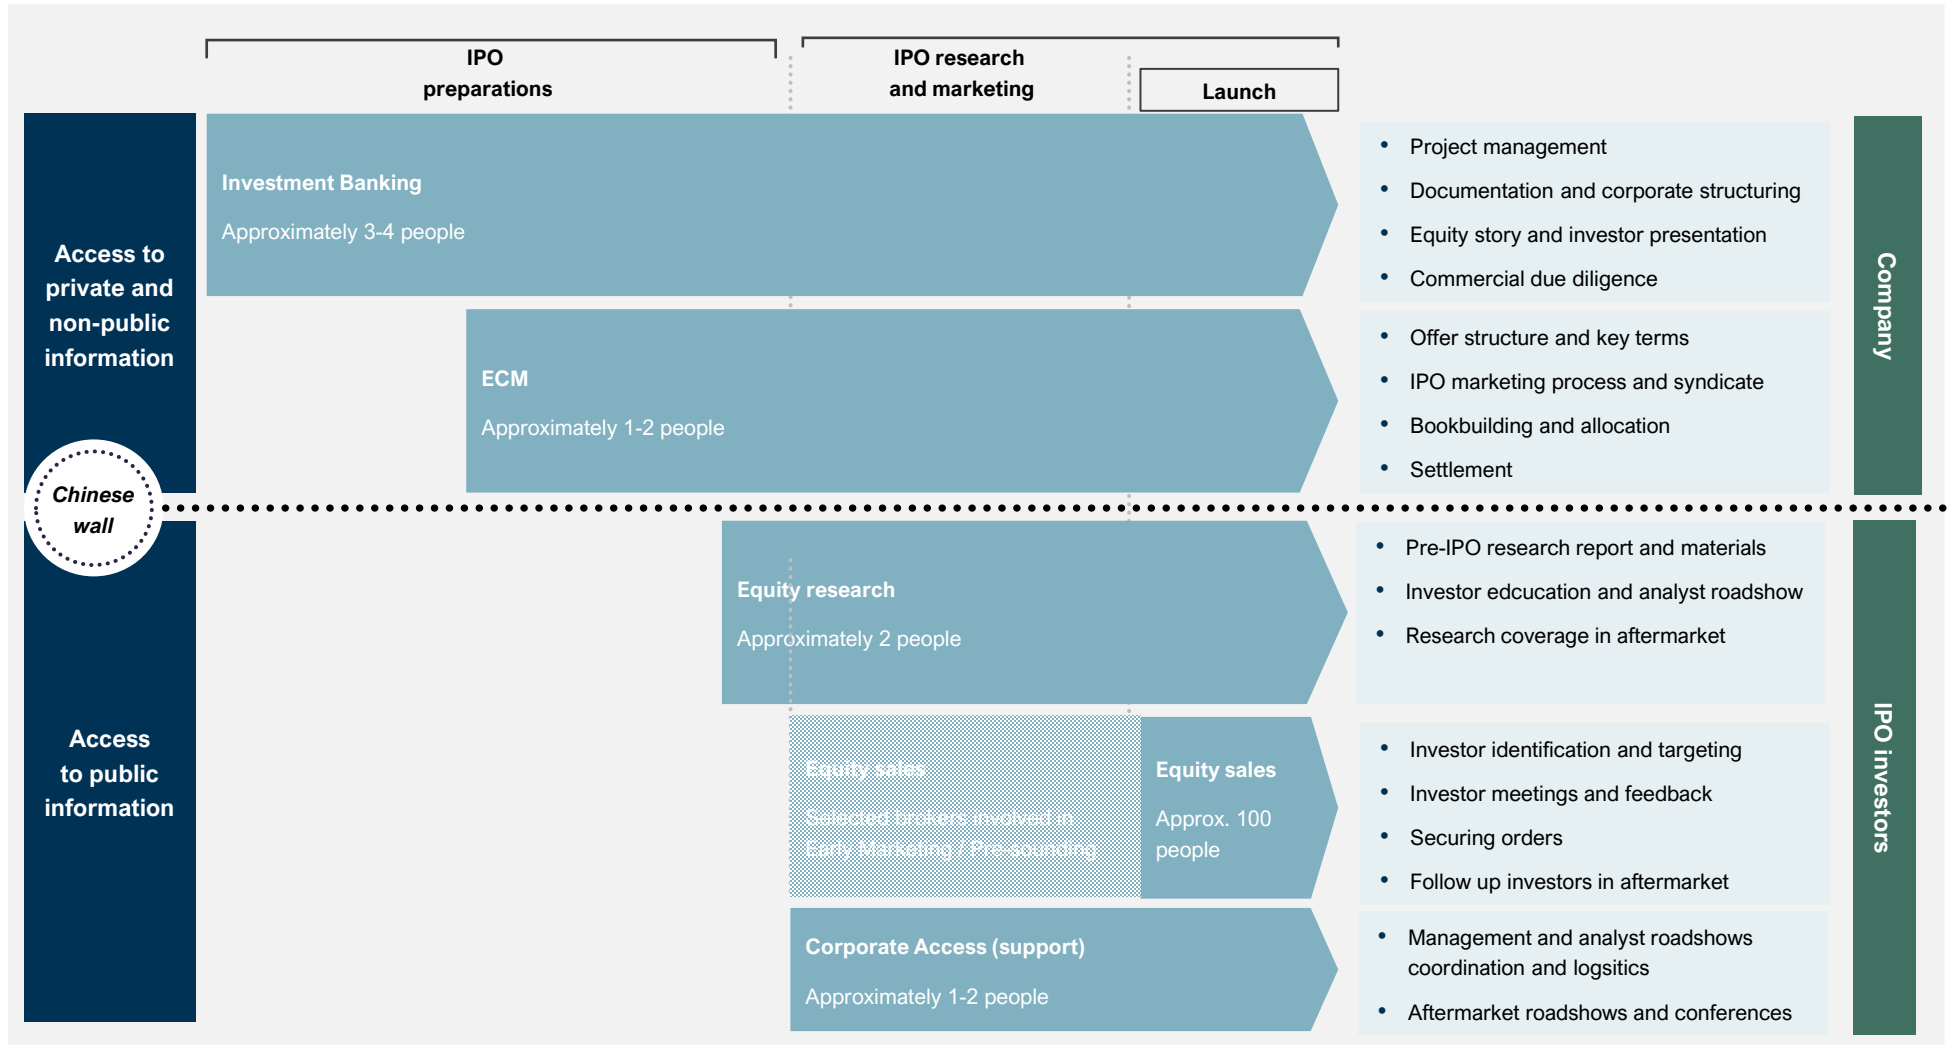 IPO
preparations
IPO research
and marketing
Launch
Access to
private and
non-public
information
Investment Banking
Approximately 3-4 people
• Project management
• Documentation and corporate structuring
• Equity story and investor presentation
• Commercial due diligence
Company
ECM
Approximately 1-2 people
• Offer structure and key terms
• IPO marketing process and syndicate
• Bookbuilding and allocation
• Settlement
Chinese
wall
Access
to public
information
Equity research
Approximately 2 people
• Pre-IPO research report and materials
• Investor edcucation and analyst roadshow
• Research coverage in aftermarket
IPO investors
Equity sales
Selected brokers involved in
Early Marketing / Pre-sounding
Equity sales
Approx. 100
people
• Investor identification and targeting
• Investor meetings and feedback
• Securing orders
• Follow up investors in aftermarket
Corporate Access (support)
Approximately 1-2 people
• Management and analyst roadshows
coordination and logsitics
• Aftermarket roadshows and conferences